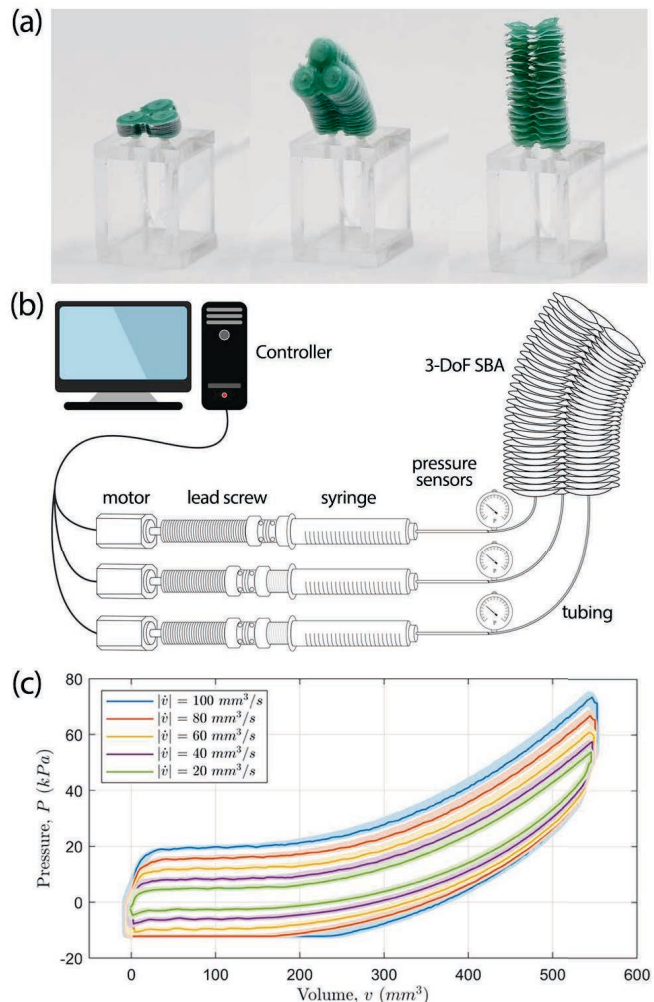 (a)
(b)
Controller
3-DoF SBA
pressure
sensors
motor
lead screw
syringe
tubing
(c)
80
60
40
20
0
-20
Pressure, P (kPa)
|v̇| = 100 mm³/s
|v̇| = 80 mm³/s
|v̇| = 60 mm³/s
|v̇| = 40 mm³/s
|v̇| = 20 mm³/s
0
100
200
300
400
500
600
Volume, v (mm³)